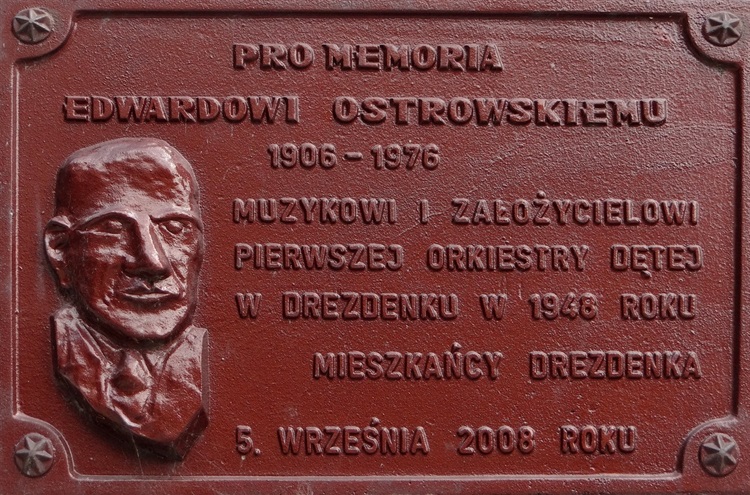 PRO MEMORIA
EDWARDOWI OSTROWSKIEMU
1906 - 1976
MUZYKOWI I ZAŁOŻYCIELOWI
PIERWSZEJ ORKIESTRY DĘTEJ
W DREZDENKU W 1948 ROKU
MIESZKAŃCY DREZDENKA
5. WRZEŚNIA 2008 ROKU